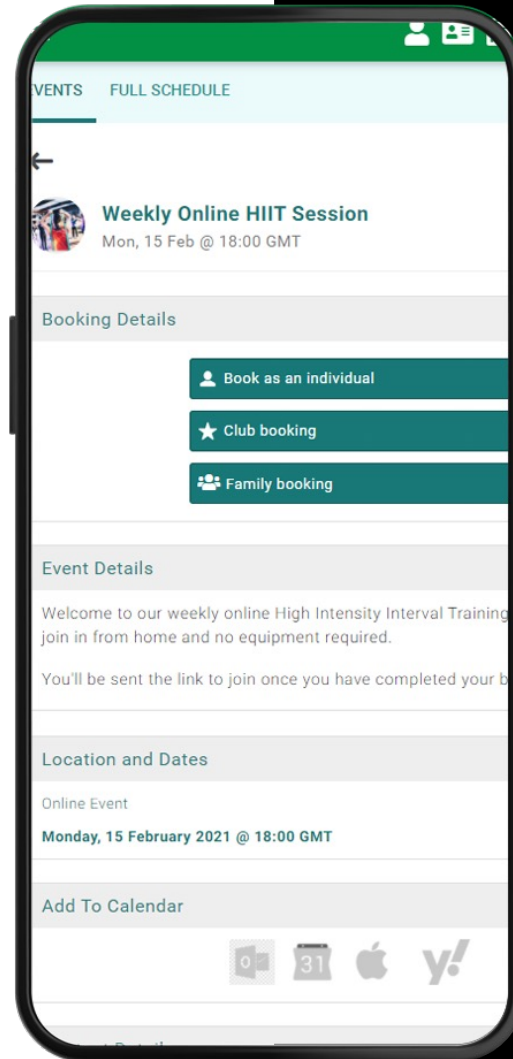 VENTS FULL SCHEDULE
Weekly Online HIIT Session
Mon, 15 Feb @ 18:00 GMT
Booking Details
Book as an individual
Club booking
Family booking
Event Details
Welcome to our weekly online High Intensity Interval Training
join in from home and no equipment required.
You'll be sent the link to join once you have completed your b
Location and Dates
Online Event
Monday, 15 February 2021 @ 18:00 GMT
Add To Calendar
31
y!